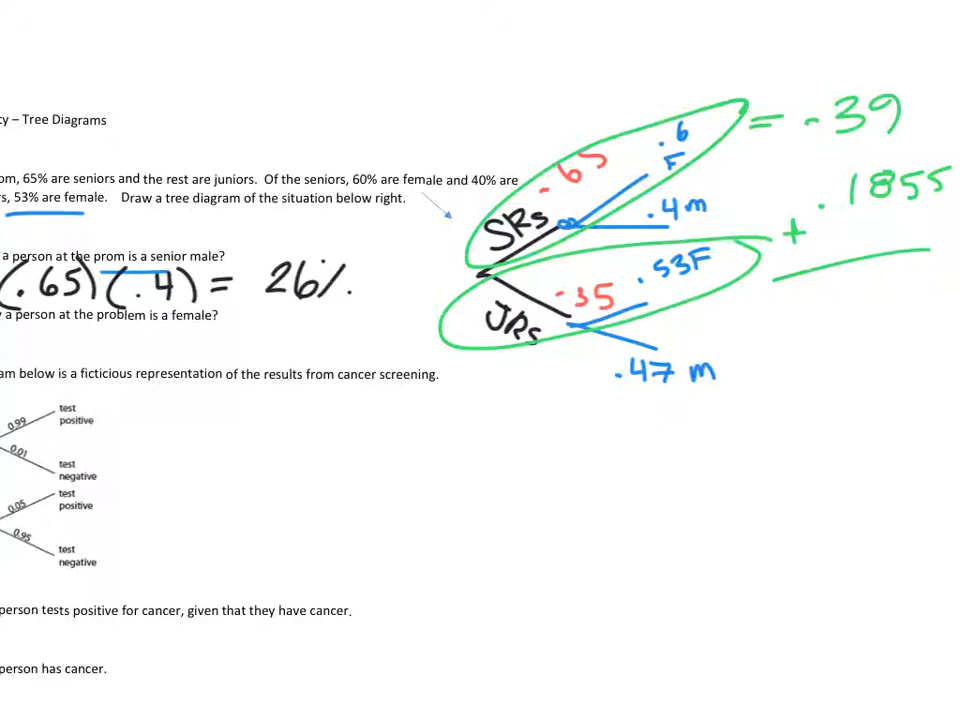 ty – Tree Diagrams
om, 65% are seniors and the rest are juniors. Of the seniors, 60% are female and 40% are
rs, 53% are female. Draw a tree diagram of the situation below right.
a person at the prom is a senior male?
(.65)(.4) = 26%.
y a person at the problem is a female?
am below is a ficticious representation of the results from cancer screening.
0.99
test
positive
0.01
test
negative
0.05
test
positive
0.95
test
negative
person tests positive for cancer, given that they have cancer.
person has cancer.
.65
.6
F
= .39
SRs
.4 m
+ .1855
.35
.53F
JRs
.47 m